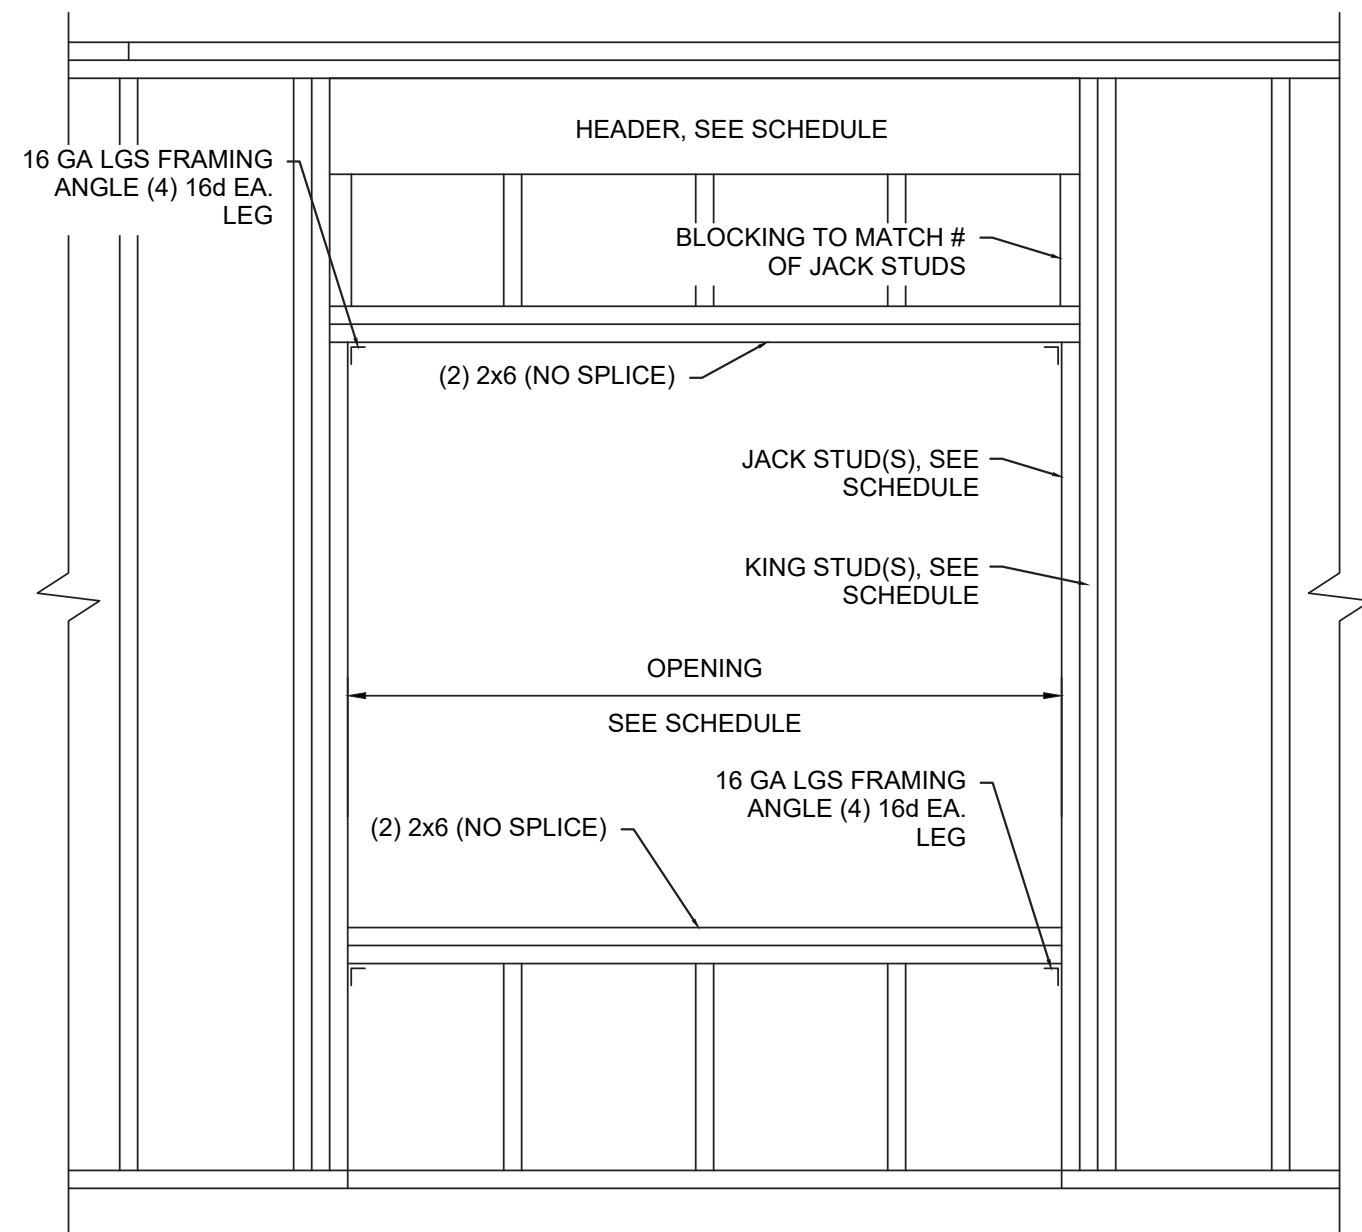 HEADER, SEE SCHEDULE
16 GA LGS FRAMING
ANGLE (4) 16d EA.
LEG
BLOCKING TO MATCH #
OF JACK STUDS
(2) 2x6 (NO SPLICE)
JACK STUD(S), SEE
SCHEDULE
KING STUD(S), SEE
SCHEDULE
OPENING
SEE SCHEDULE
16 GA LGS FRAMING
ANGLE (4) 16d EA.
LEG
(2) 2x6 (NO SPLICE)